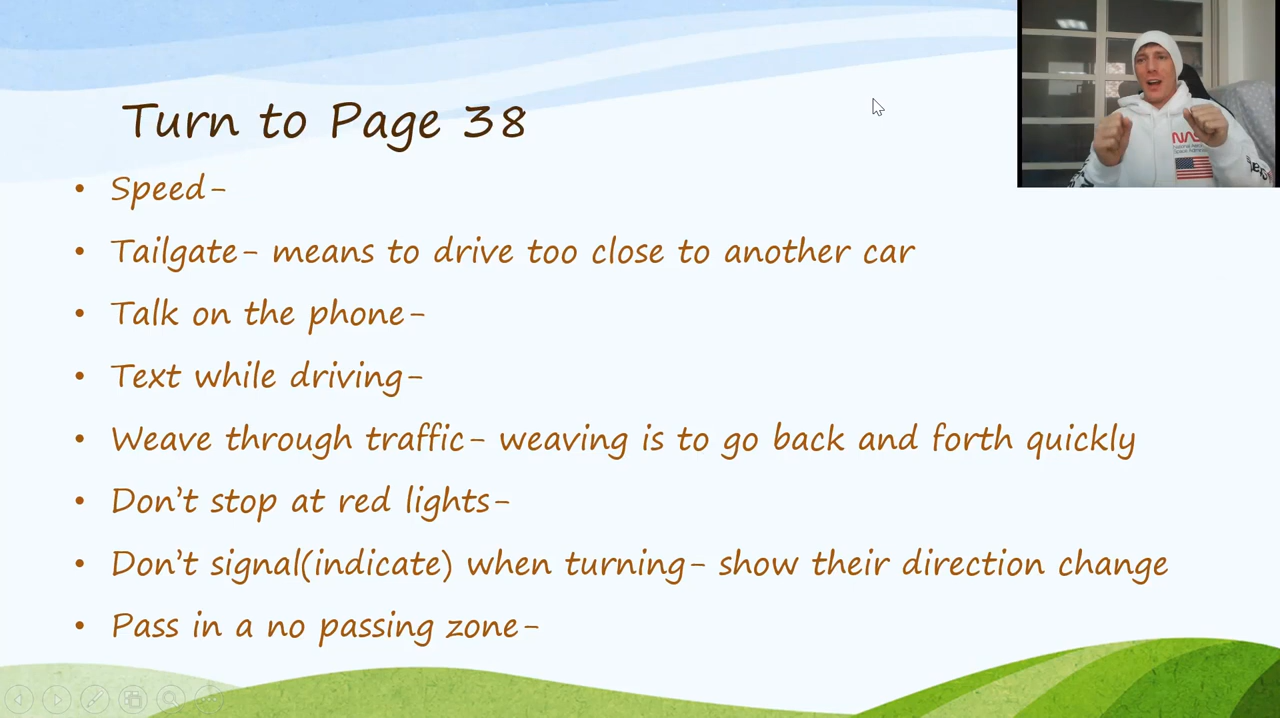 Turn to Page 38
• Speed-
• Tailgate- means to drive too close to another car
• Talk on the phone-
• Text while driving-
• Weave through traffic- weaving is to go back and forth quickly
• Don't stop at red lights-
• Don't signal(indicate) when turning- show their direction change
• Pass in a no passing zone-
NASA